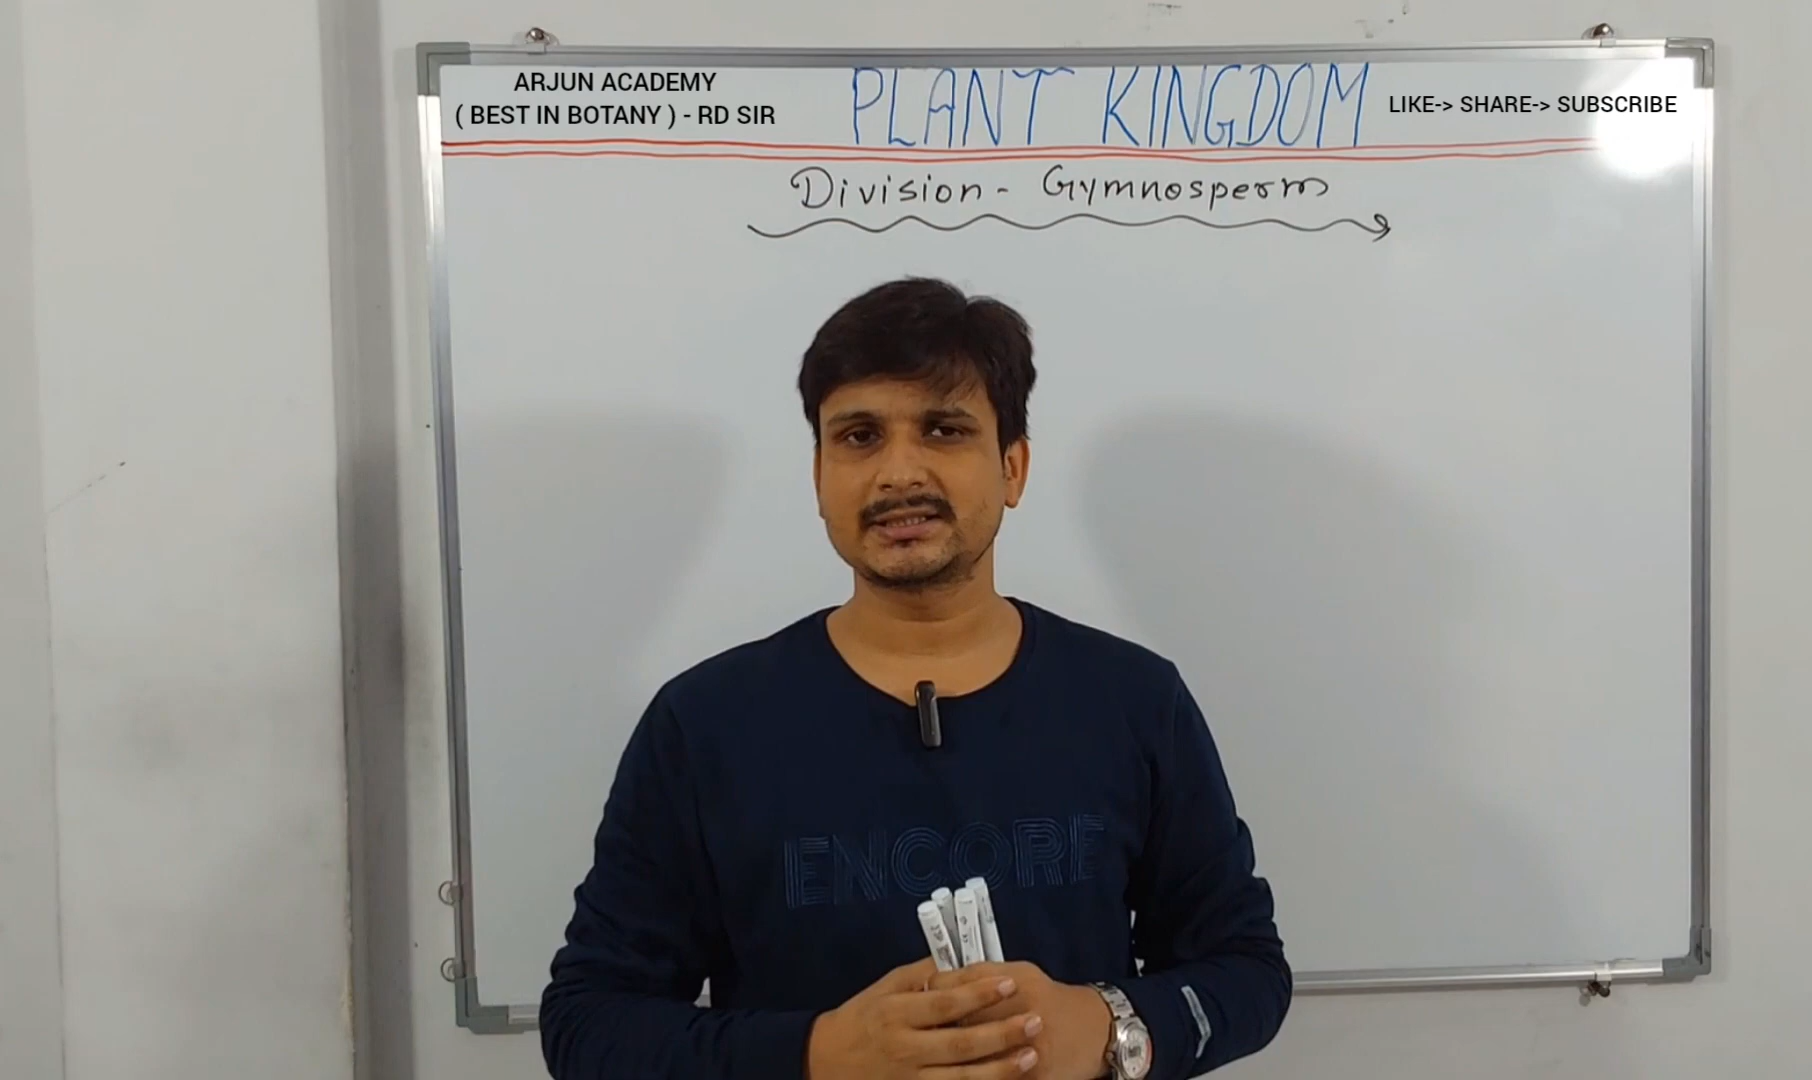 ARJUN ACADEMY
( BEST IN BOTANY ) - RD SIR
PLANT KINGDOM
LIKE-> SHARE-> SUBSCRIBE
Division - Gymnosperm
ENCORE